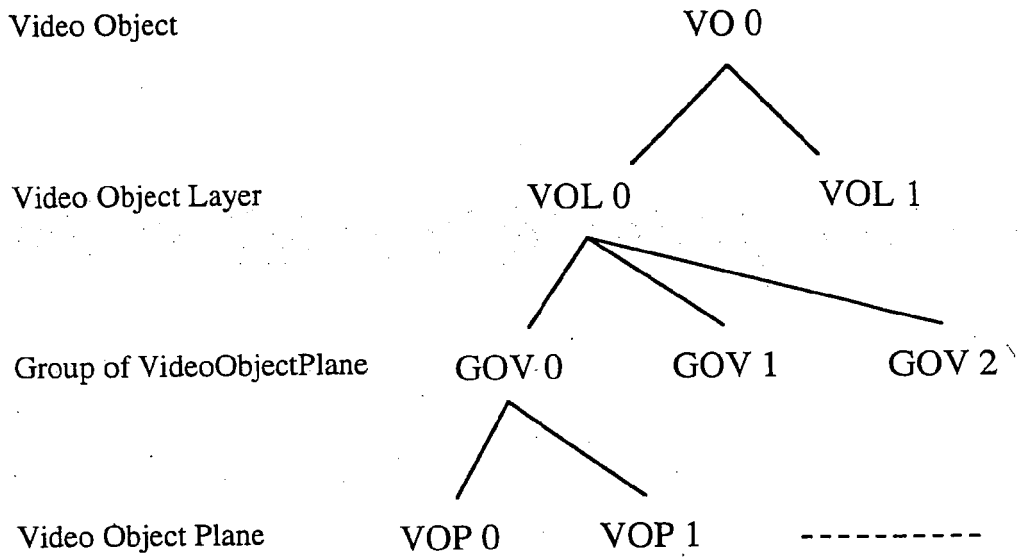 Video Object VO 0
Video Object Layer VOL 0 VOL 1
Group of VideoObjectPlane GOV 0 GOV 1 GOV 2
Video Object Plane VOP 0 VOP 1 ----------